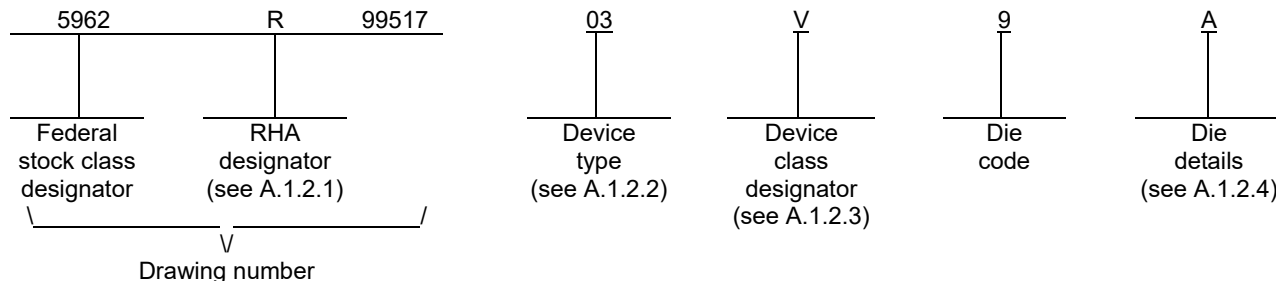 5962 R 99517 03 V 9 A
Federal
stock class
designator
RHA
designator
(see A.1.2.1)
Device
type
(see A.1.2.2)
Device
class
designator
(see A.1.2.3)
Die
code
Die
details
(see A.1.2.4)
Drawing number